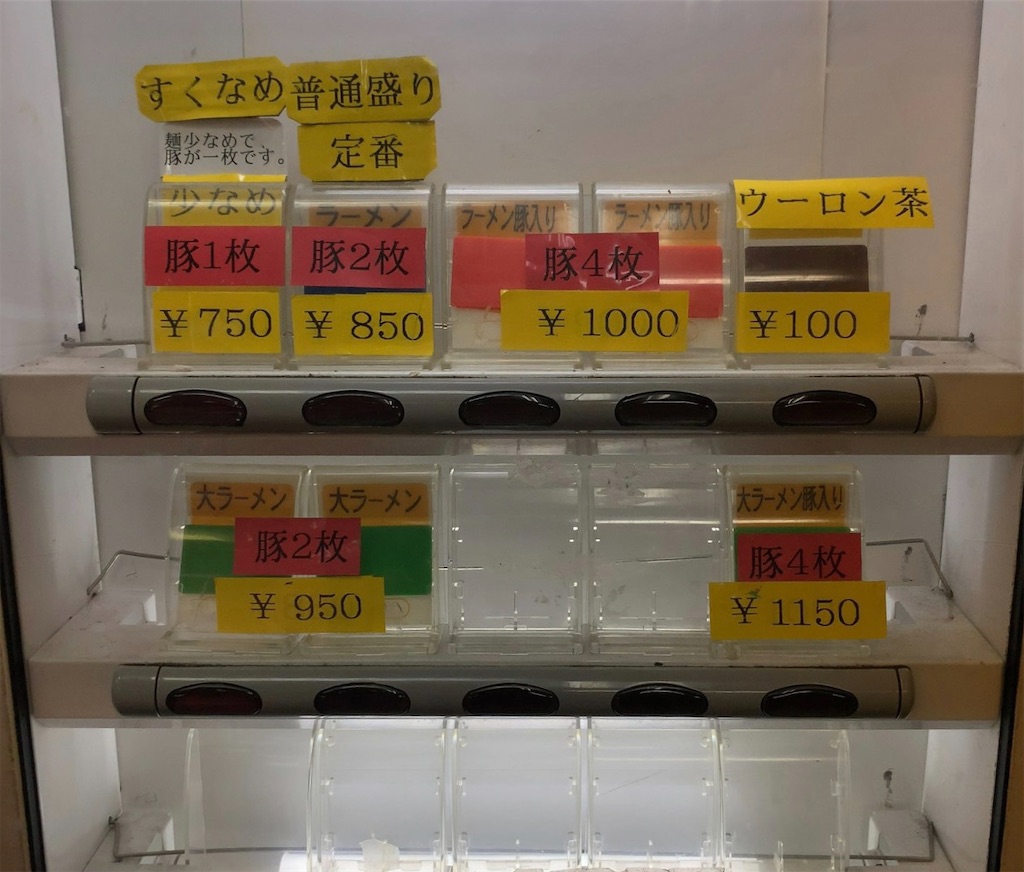 すくなめ
普通盛り
麺少なめで、
豚が一枚です。
定番
少なめ
ラーメン
ラーメン豚入り
ラーメン豚入り
ウーロン茶
豚1枚
豚2枚
豚4枚
¥750
¥850
¥1000
¥100
大ラーメン
大ラーメン
大ラーメン豚入り
豚2枚
豚4枚
¥950
¥1150